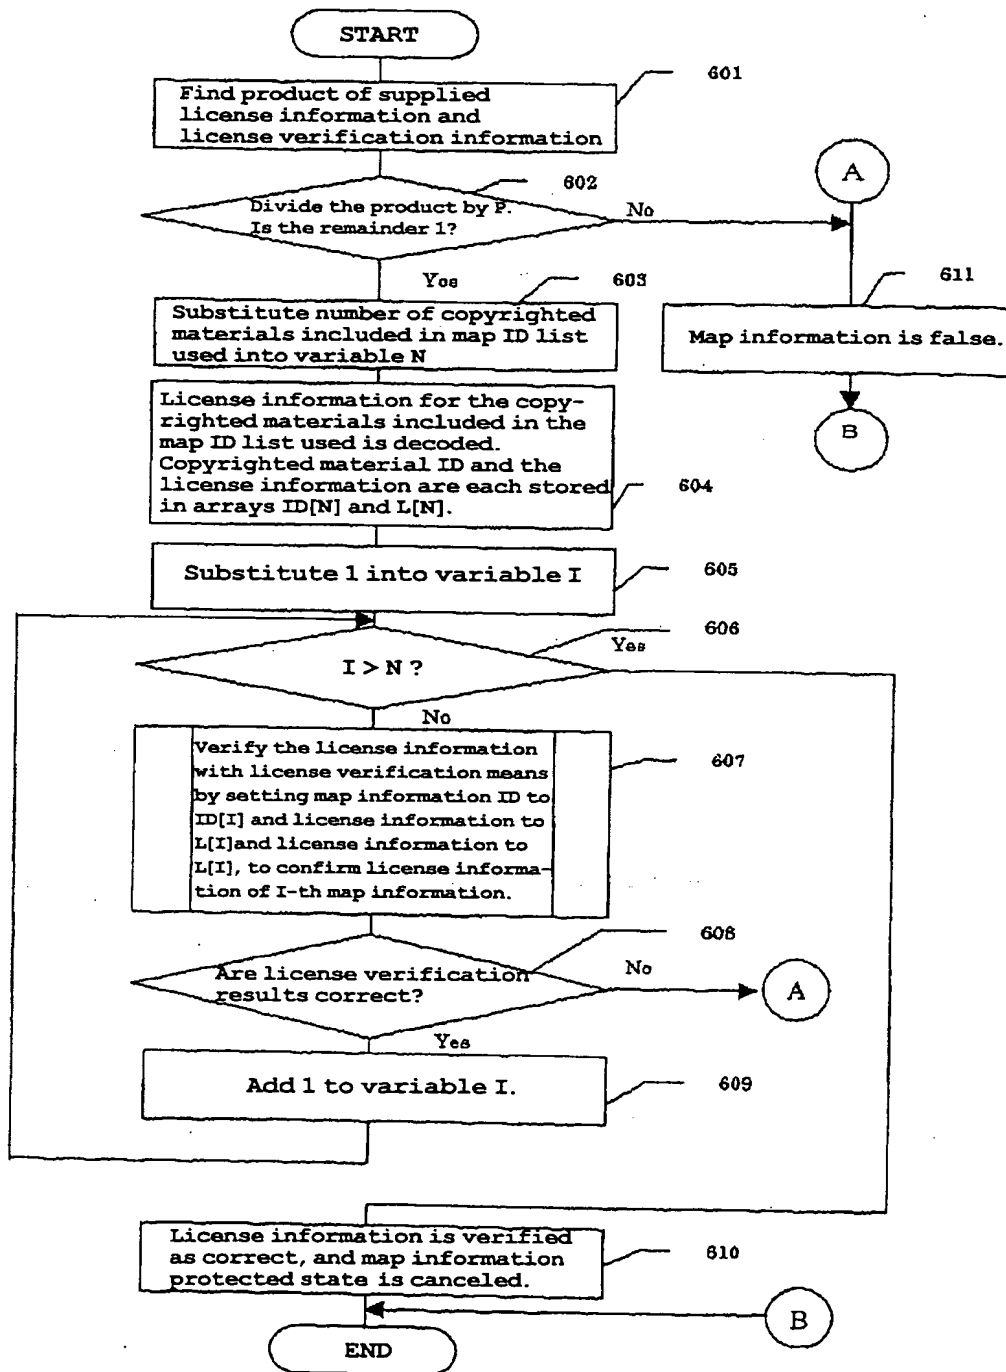 START
601
Find product of supplied
license information and
license verification information
602
Divide the product by P.
Is the remainder 1?
No
A
Yes
603
Substitute number of copyrighted
materials included in map ID list
used into variable N
611
Map information is false.
B
License information for the copy-
righted materials included in the
map ID list used is decoded.
Copyrighted material ID and the
license information are each stored
in arrays ID[N] and L[N].
604
Substitute 1 into variable I
605
606
Yes
I > N ?
No
Verify the license information
with license verification means
by setting map information ID to
ID[I] and license information to
L[I]and license information to
L[I], to confirm license informa-
tion of I-th map information.
607
608
Are license verification
results correct?
No
A
Yes
Add 1 to variable I.
609
License information is verified
as correct, and map information
protected state is canceled.
610
B
END